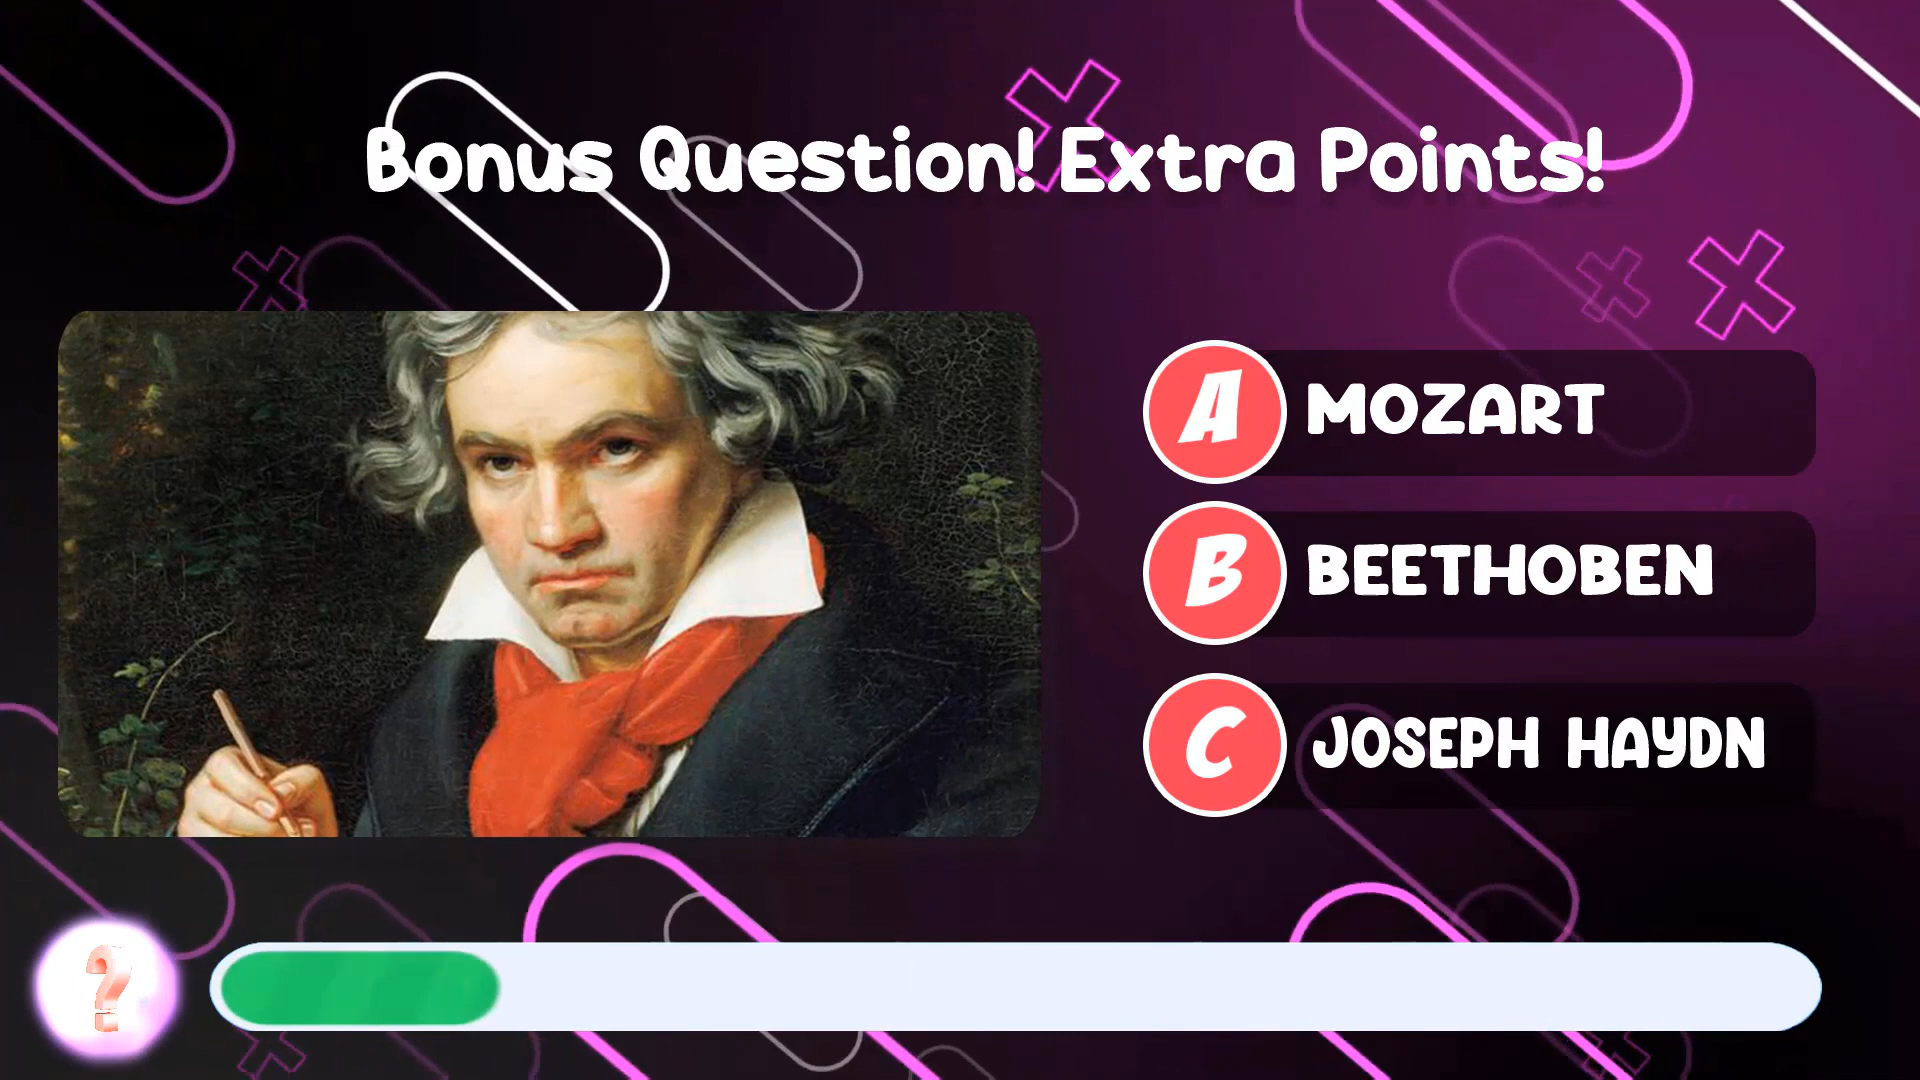 Bonus Question! Extra Points!
A MOZART
B BEETHOBEN
C JOSEPH HAYDN
?